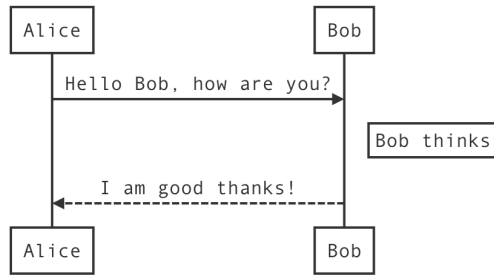 Alice
Bob
Hello Bob, how are you?
Bob thinks
I am good thanks!
Alice
Bob